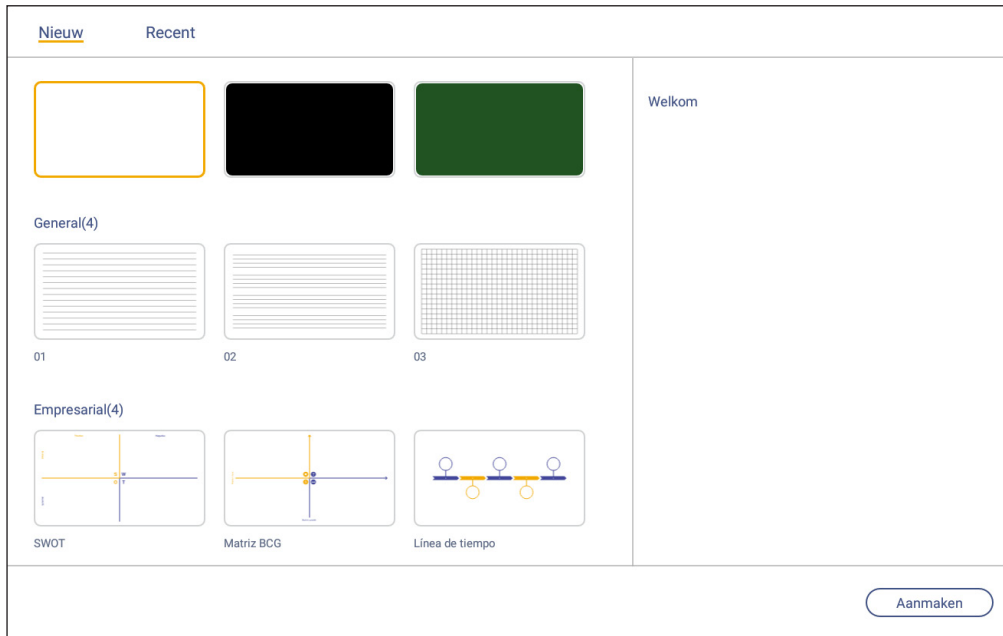 Nieuw Recent
Welkom
General(4)
01 02 03
Empresarial(4)
SWOT Matriz BCG Línea de tiempo
Aanmaken